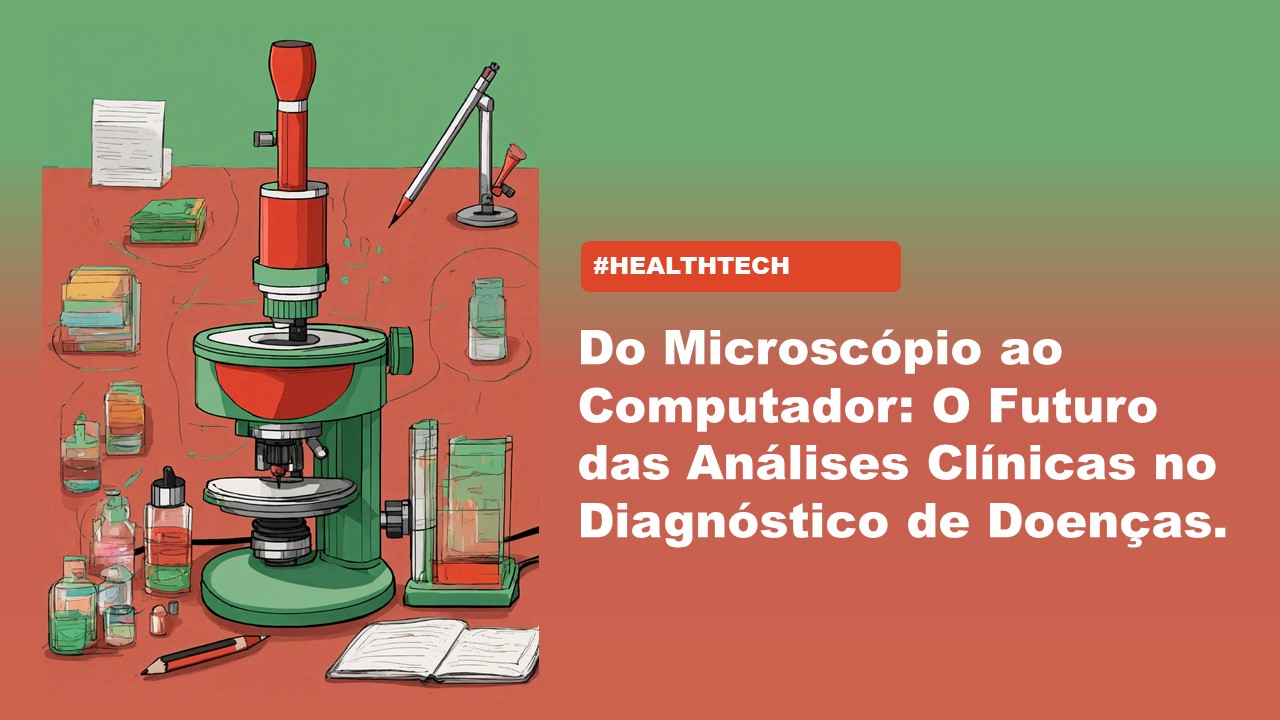 #HEALTHTECH
Do Microscópio ao
Computador: O Futuro
das Análises Clínicas no
Diagnóstico de Doenças.